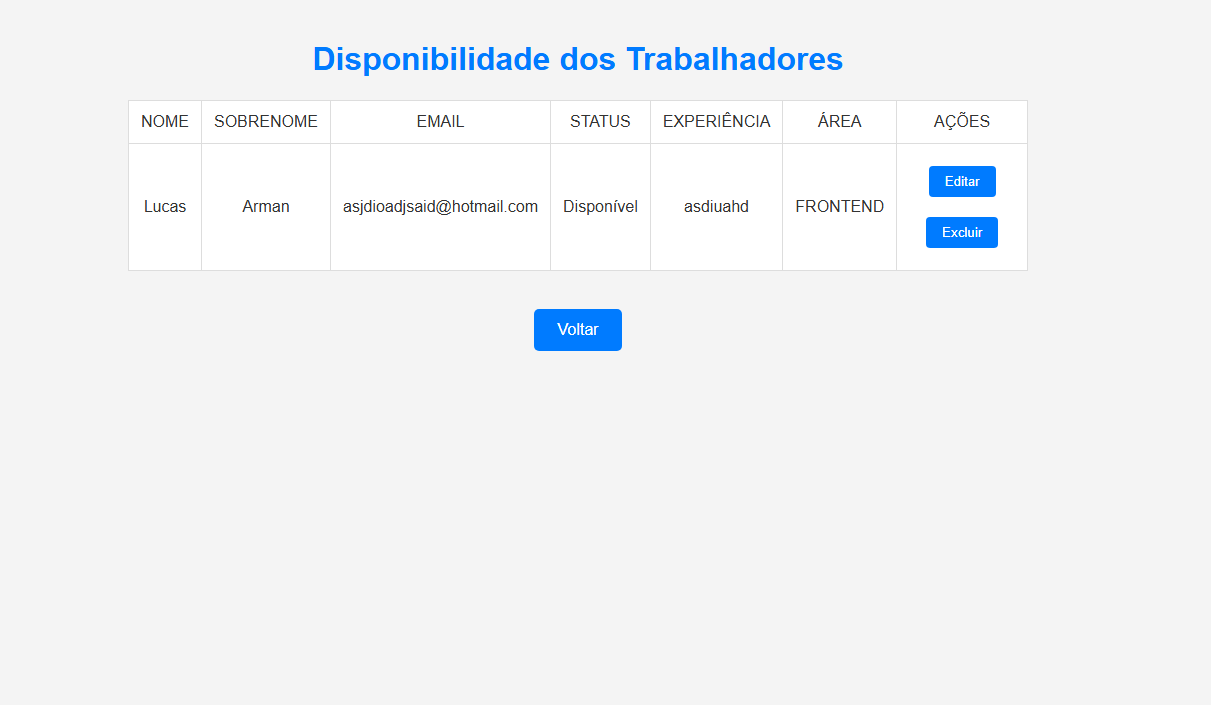 Disponibilidade dos Trabalhadores
NOME SOBRENOME EMAIL STATUS EXPERIÊNCIA ÁREA AÇÕES
Lucas Arman asjdioadjsaid@hotmail.com Disponível asdiuahd FRONTEND Editar
Excluir
Voltar